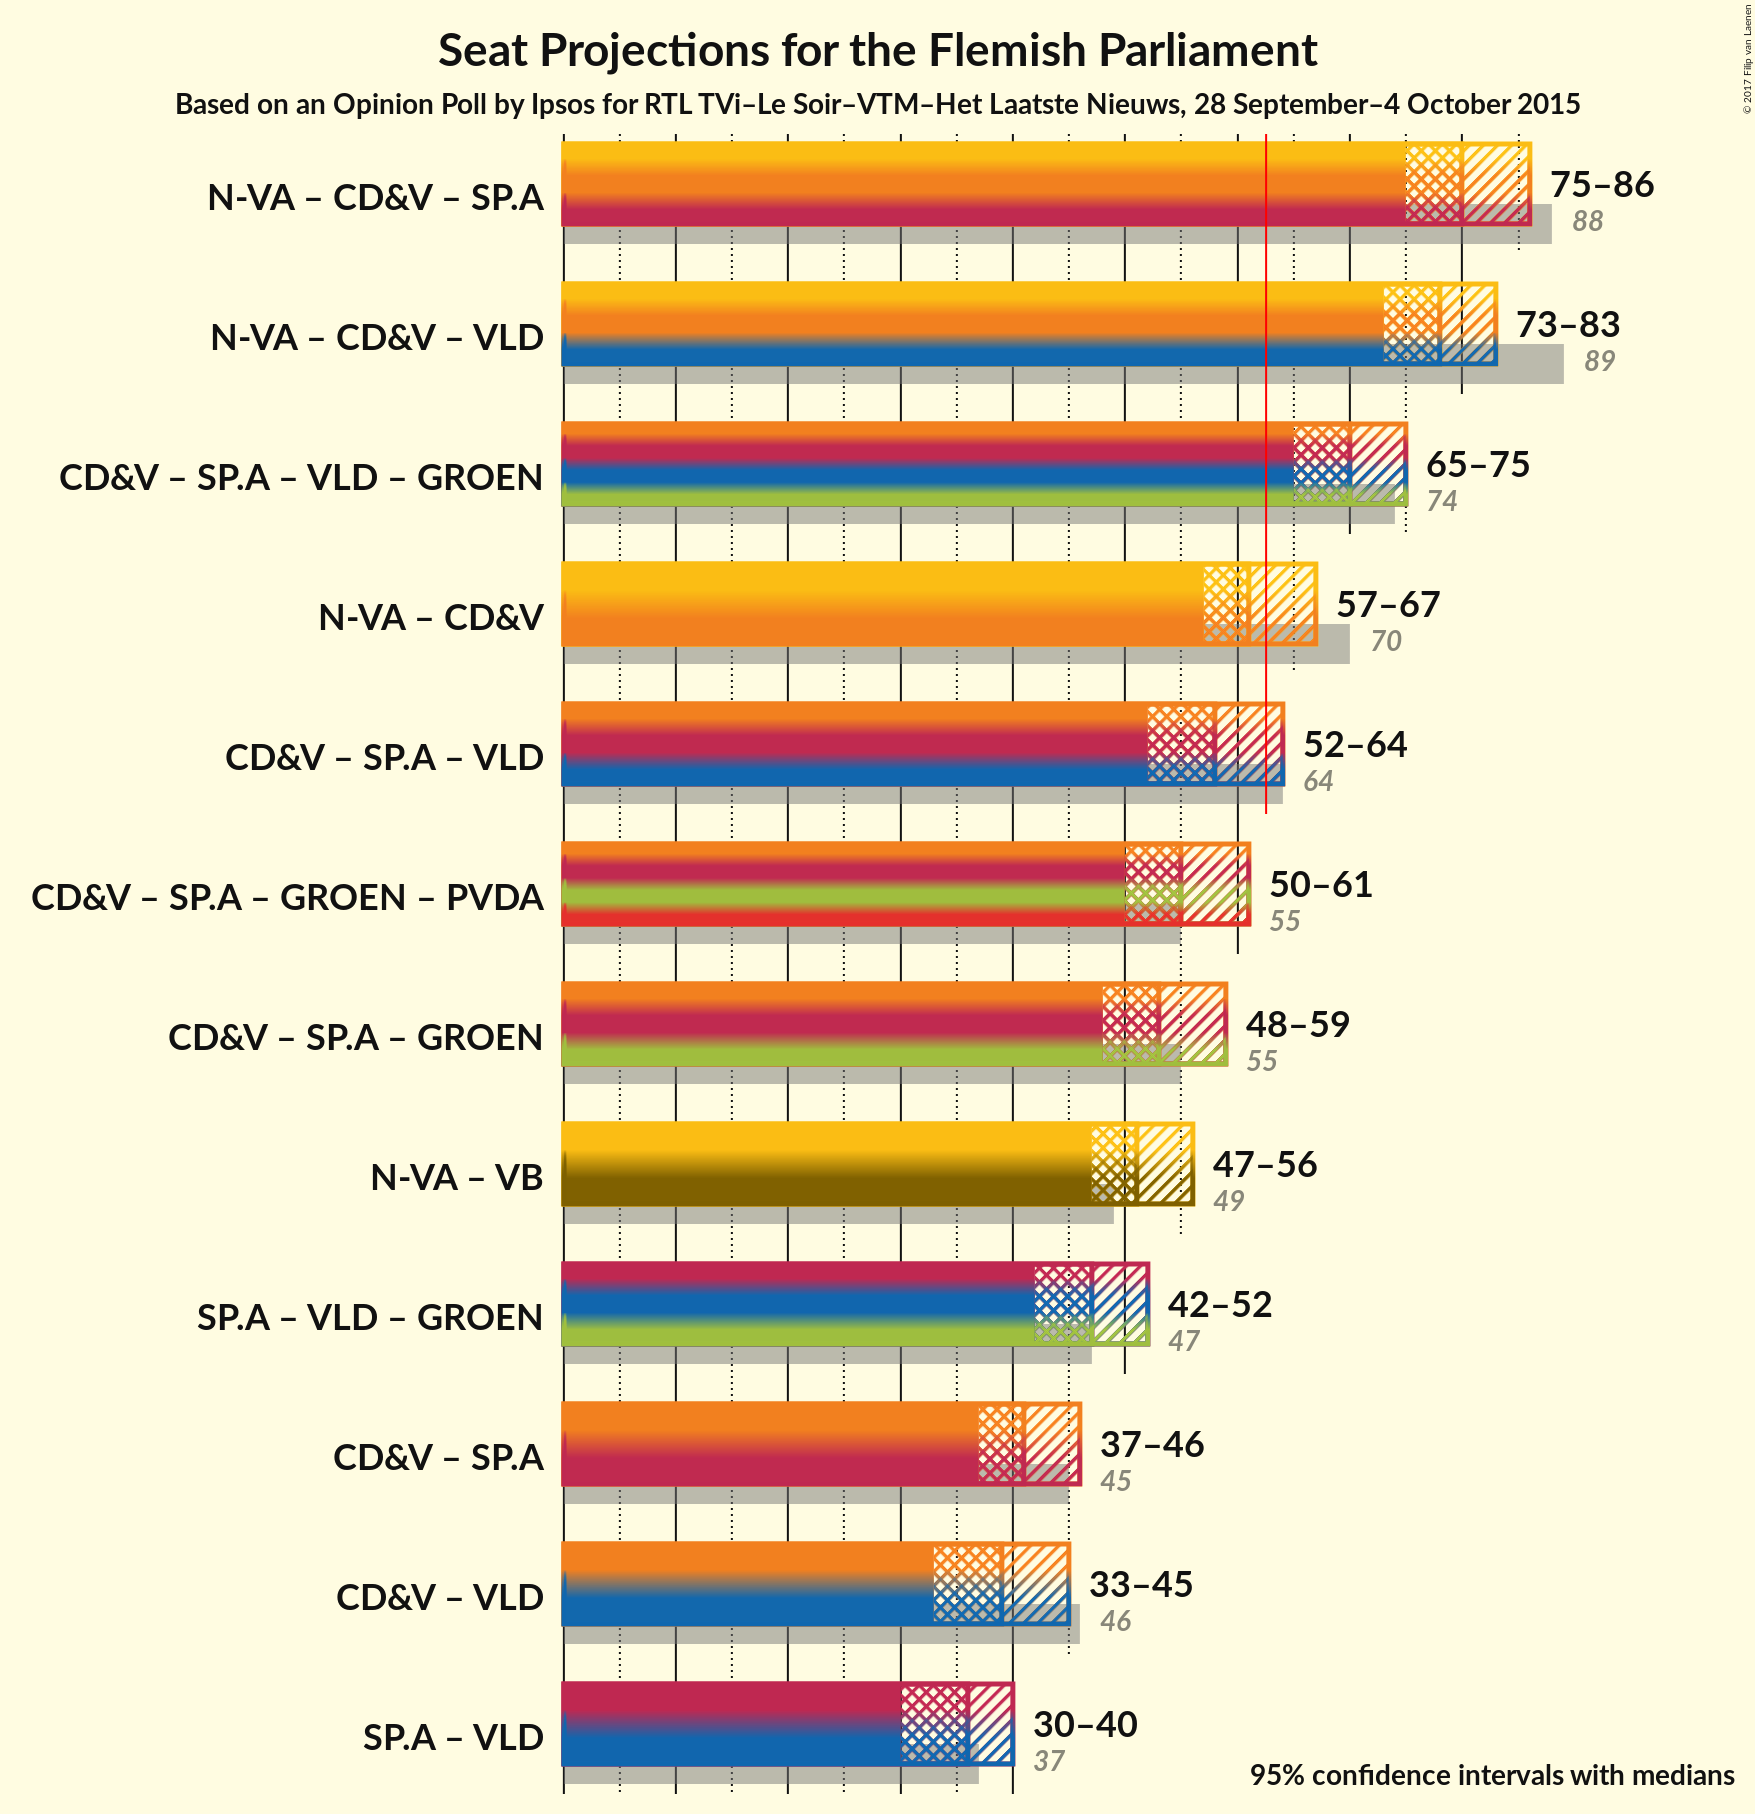 Seat Projections for the Flemish Parliament
Based on an Opinion Poll by Ipsos for RTL TVi–Le Soir–VTM–Het Laatste Nieuws, 28 September–4 October 2015
© 2017 Filip van Laenen
N-VA – CD&V – SP.A
75–86
88
N-VA – CD&V – VLD
73–83
89
CD&V – SP.A – VLD – GROEN
65–75
74
N-VA – CD&V
57–67
70
CD&V – SP.A – VLD
52–64
64
CD&V – SP.A – GROEN – PVDA
50–61
55
CD&V – SP.A – GROEN
48–59
55
N-VA – VB
47–56
49
SP.A – VLD – GROEN
42–52
47
CD&V – SP.A
37–46
45
CD&V – VLD
33–45
46
SP.A – VLD
30–40
37
95% confidence intervals with medians